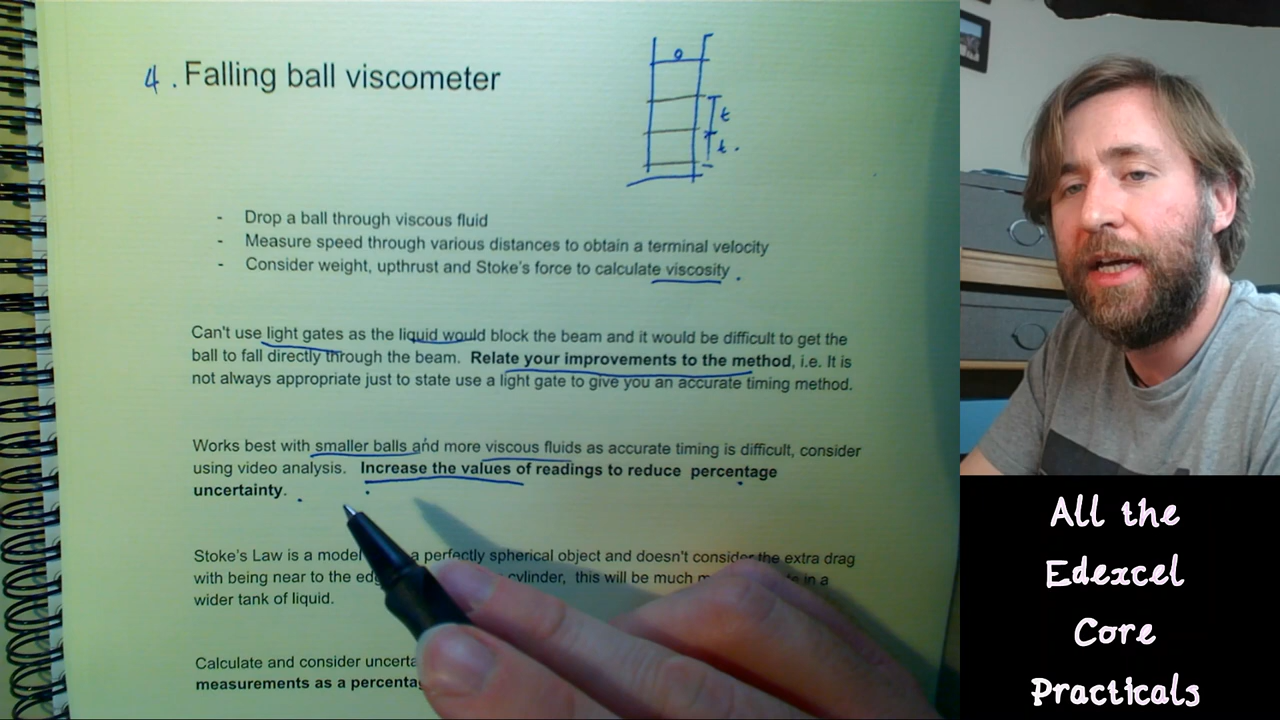 4. Falling ball viscometer
t
t.
- Drop a ball through viscous fluid
- Measure speed through various distances to obtain a terminal velocity
- Consider weight, upthrust and Stoke's force to calculate viscosity.
Can't use light gates as the liquid would block the beam and it would be difficult to get the
ball to fall directly through the beam. Relate your improvements to the method, i.e. It is
not always appropriate just to state use a light gate to give you an accurate timing method.
Works best with smaller balls and more viscous fluids as accurate timing is difficult, consider
using video analysis. Increase the values of readings to reduce percentage
uncertainty.
Stoke's Law is a model a perfectly spherical object and doesn't consider the extra drag
with being near to the cylinder, this will be much in a
wider tank of liquid.
Calculate and consider
measurements as a
All the
Edexcel
Core
Practicals